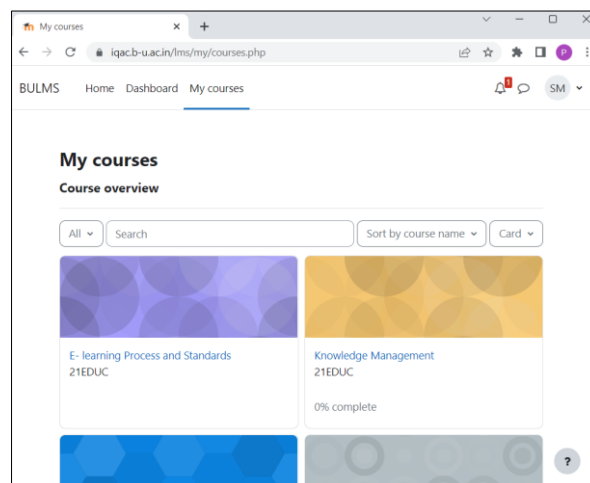 My courses
iqac.b-u.ac.in/lms/my/courses.php
P
BULMS Home Dashboard My courses 1 SM
My courses
Course overview
All Search Sort by course name Card
E- learning Process and Standards
21EDUC
Knowledge Management
21EDUC
0% complete
?